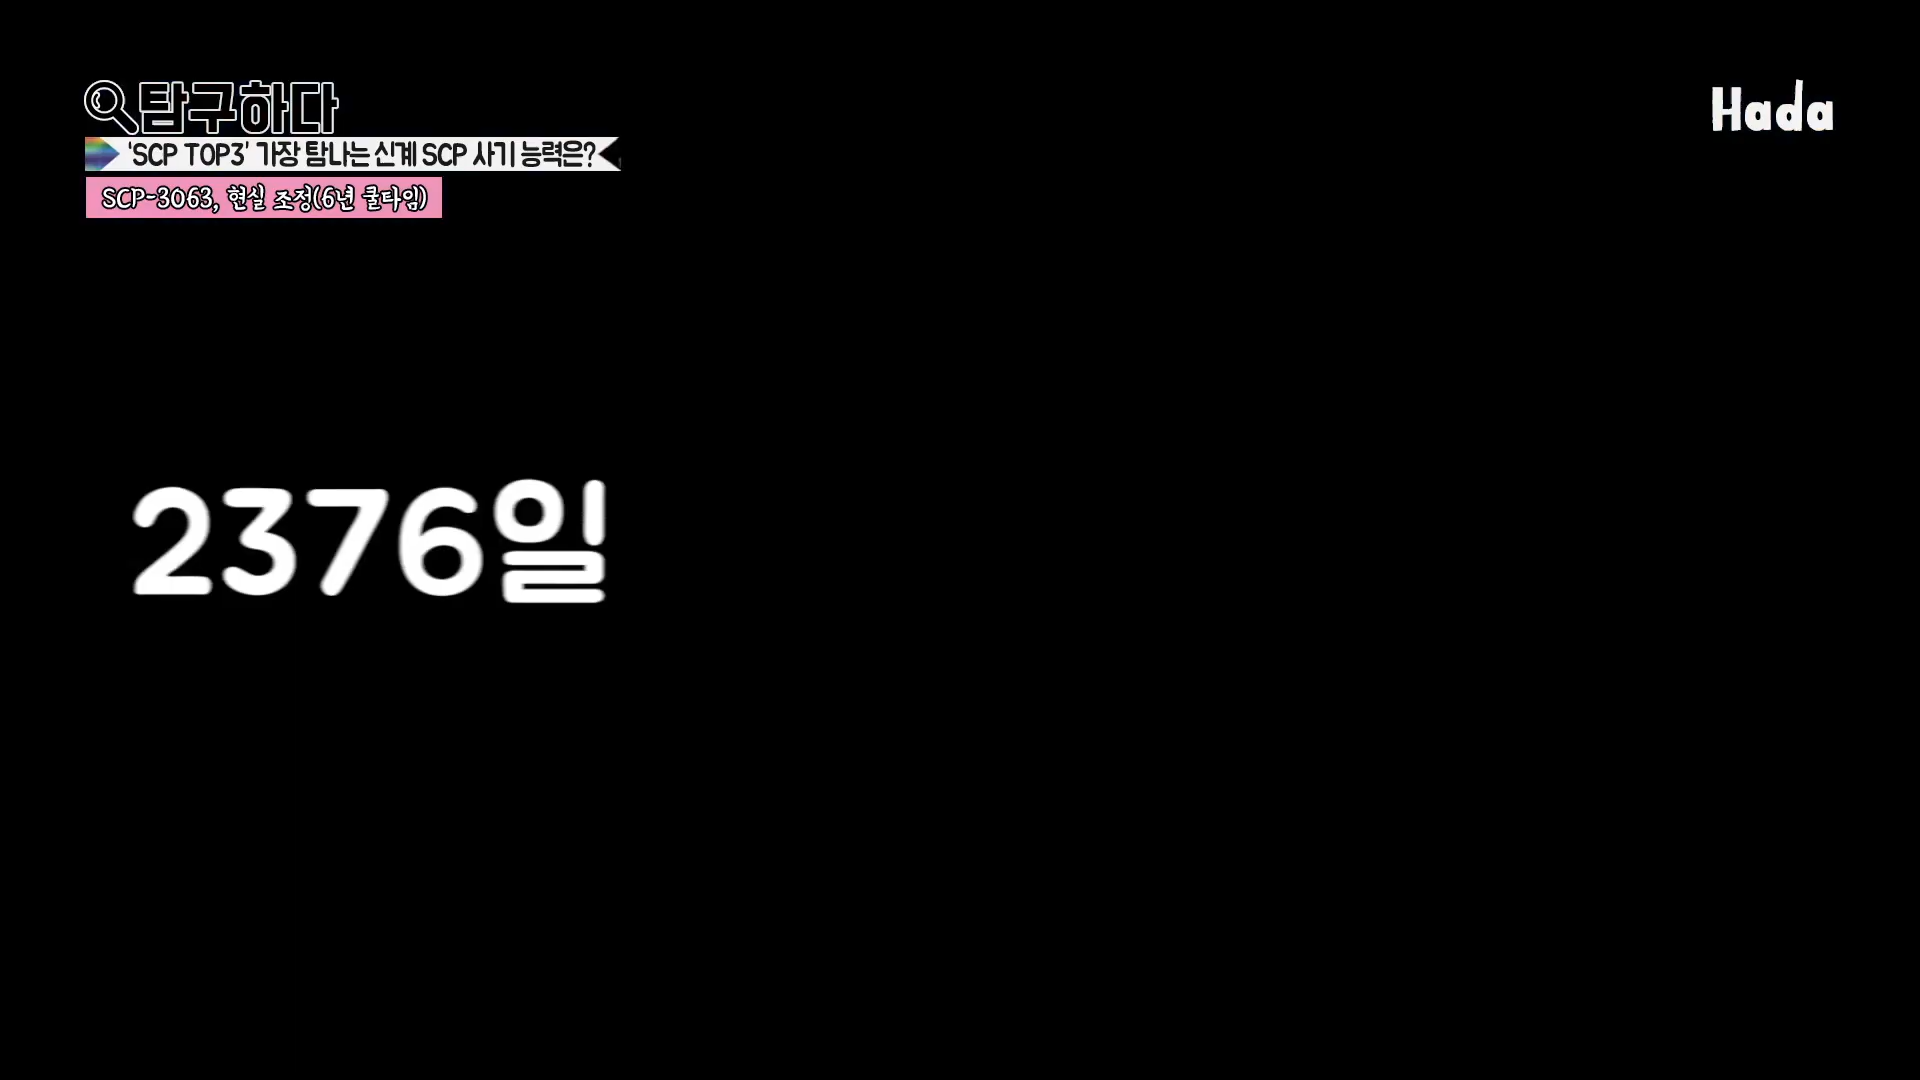 탐구하다
Hada
'SCP TOP3' 가장 탐나는 신계 SCP 사기 능력은?
SCP-3063, 현실 조정(6년 쿨타임)
2376일